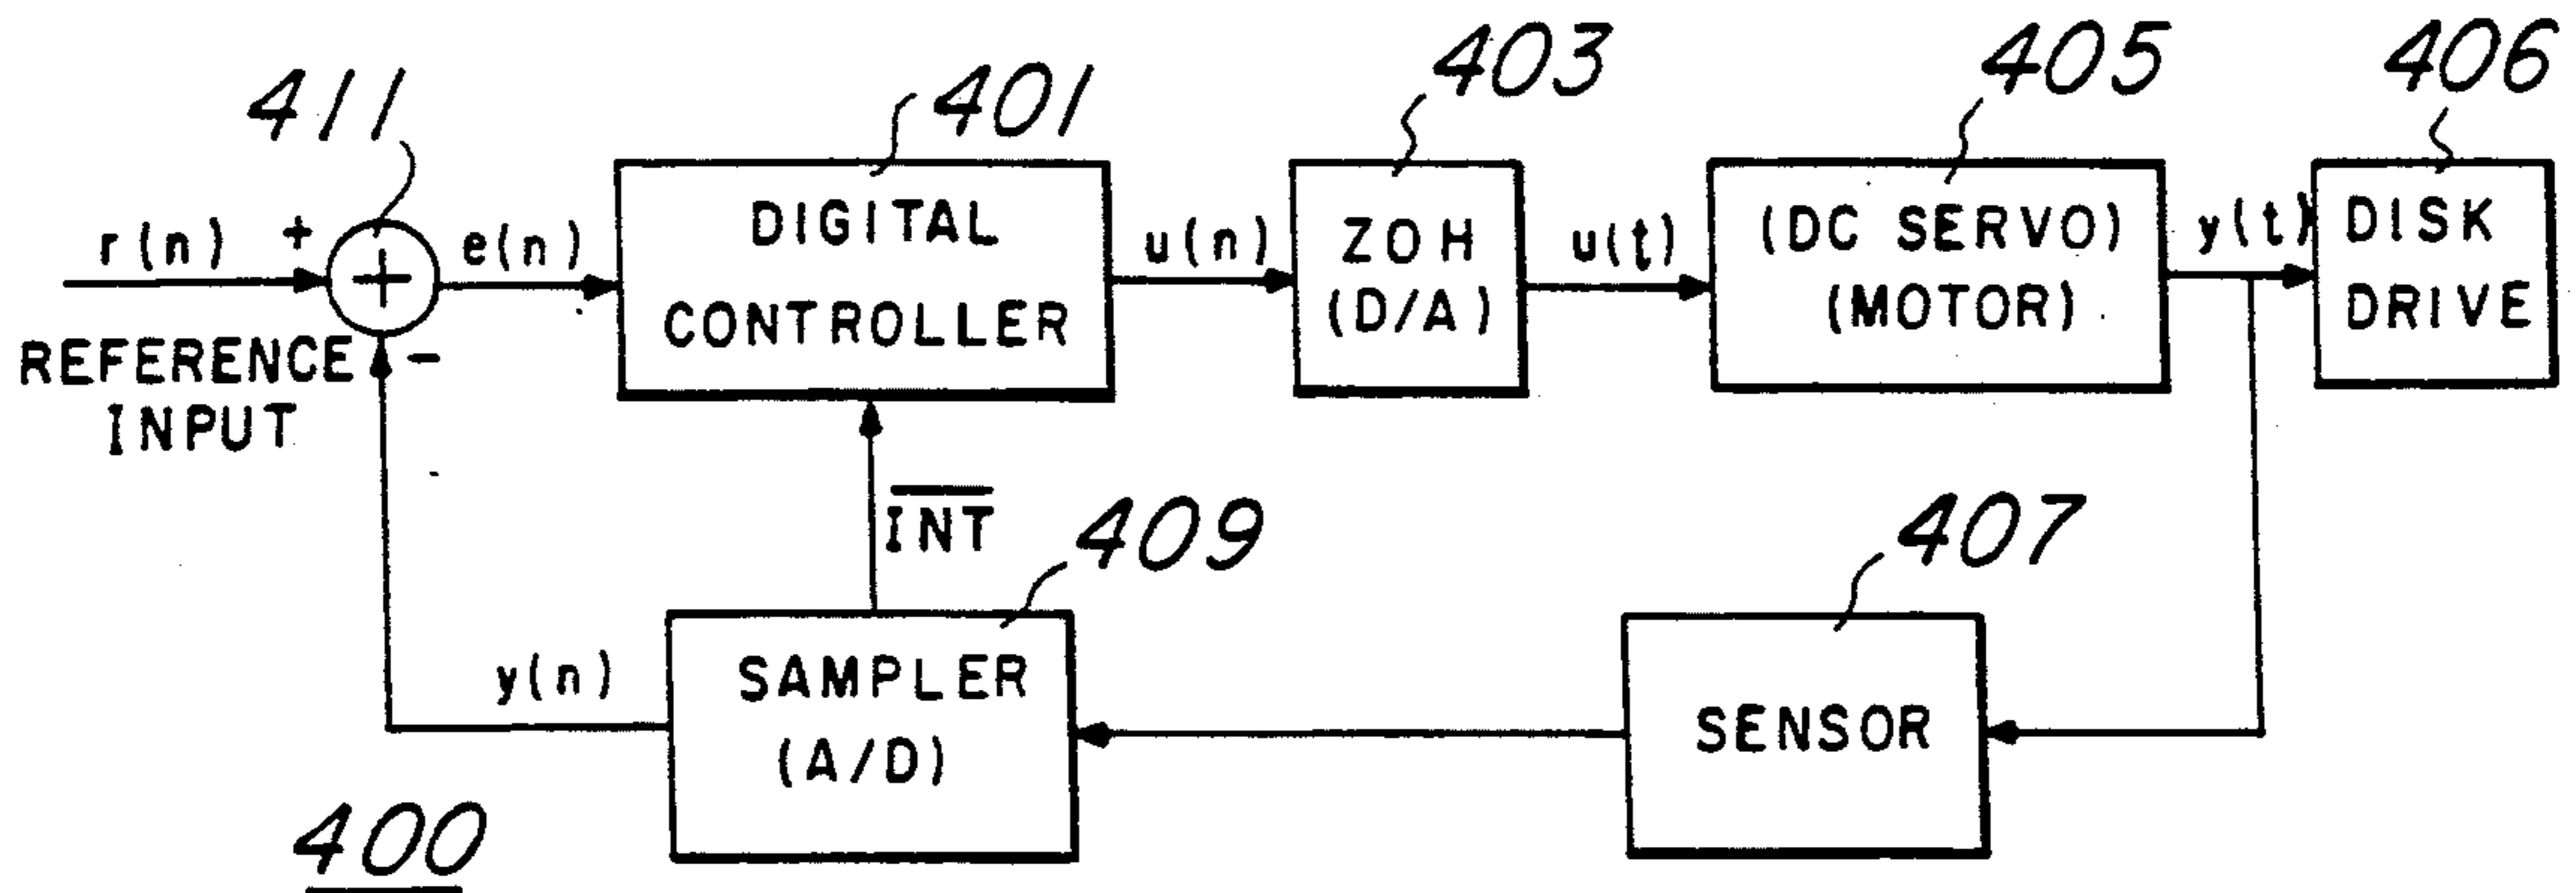 411
401
403
405
406
r(n)
+
+
e(n)
DIGITAL
CONTROLLER
u(n)
ZOH
(D/A)
u(t)
(DC SERVO)
(MOTOR)
y(t)
DISK
DRIVE
REFERENCE
INPUT
-
INT
409
407
y(n)
SAMPLER
(A/D)
SENSOR
400